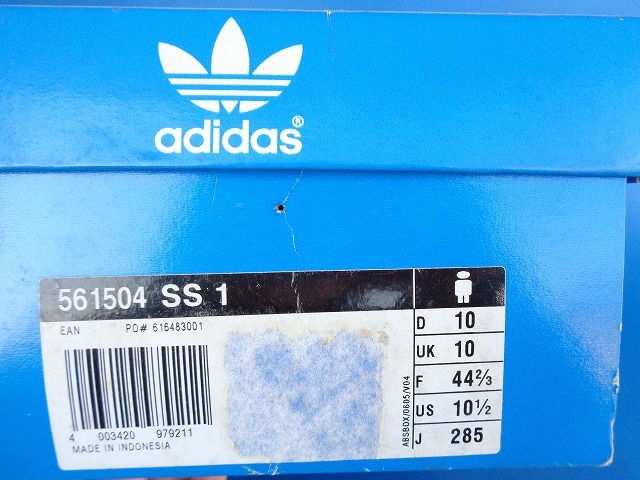 adidas®
561504 SS 1
EAN PO# 616483001
4 003420 979211
MADE IN INDONESIA
ABSBOX/0605/V04
D 10
UK 10
F 44⅔
US 10½
J 285